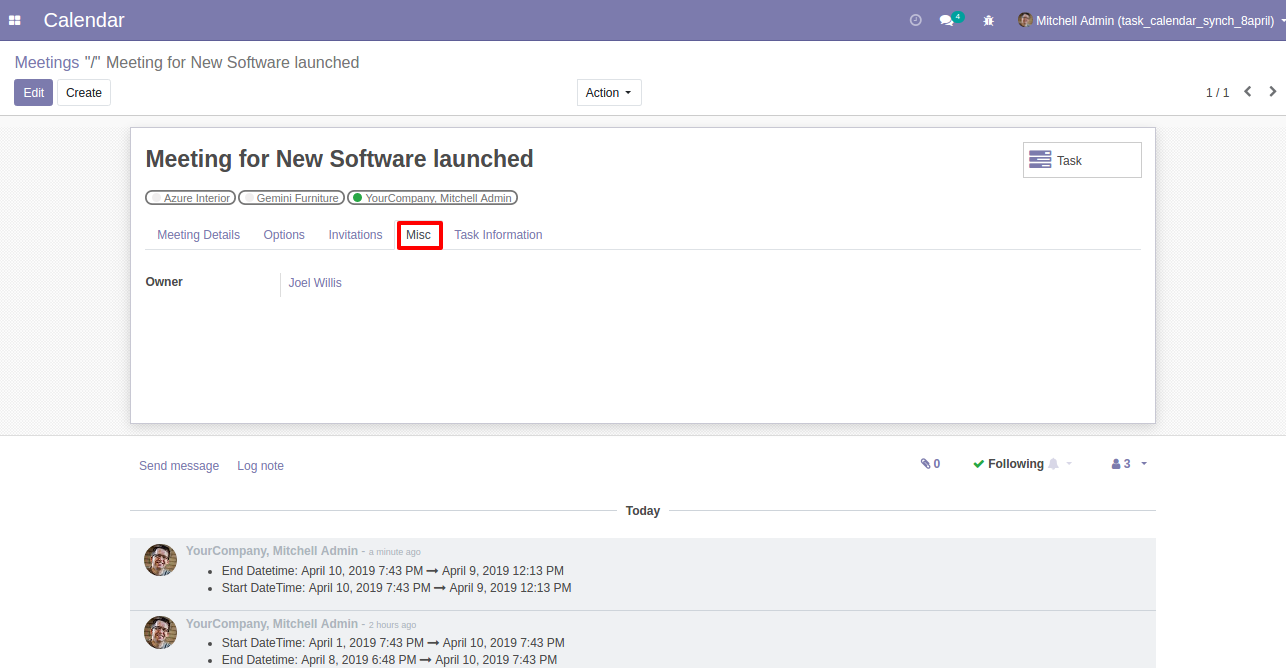 Calendar 4 Mitchell Admin (task_calendar_synch_8april)
Meetings "/" Meeting for New Software launched
Edit Create Action 1 / 1
Meeting for New Software launched
Task
Azure Interior Gemini Furniture YourCompany, Mitchell Admin
Meeting Details Options Invitations Misc Task Information
Owner Joel Willis
Send message Log note 0 Following 3
Today
YourCompany, Mitchell Admin - a minute ago
• End Datetime: April 10, 2019 7:43 PM → April 9, 2019 12:13 PM
• Start DateTime: April 10, 2019 7:43 PM → April 9, 2019 12:13 PM
YourCompany, Mitchell Admin - 2 hours ago
• Start DateTime: April 1, 2019 7:43 PM → April 10, 2019 7:43 PM
• End Datetime: April 8, 2019 6:48 PM → April 10, 2019 7:43 PM